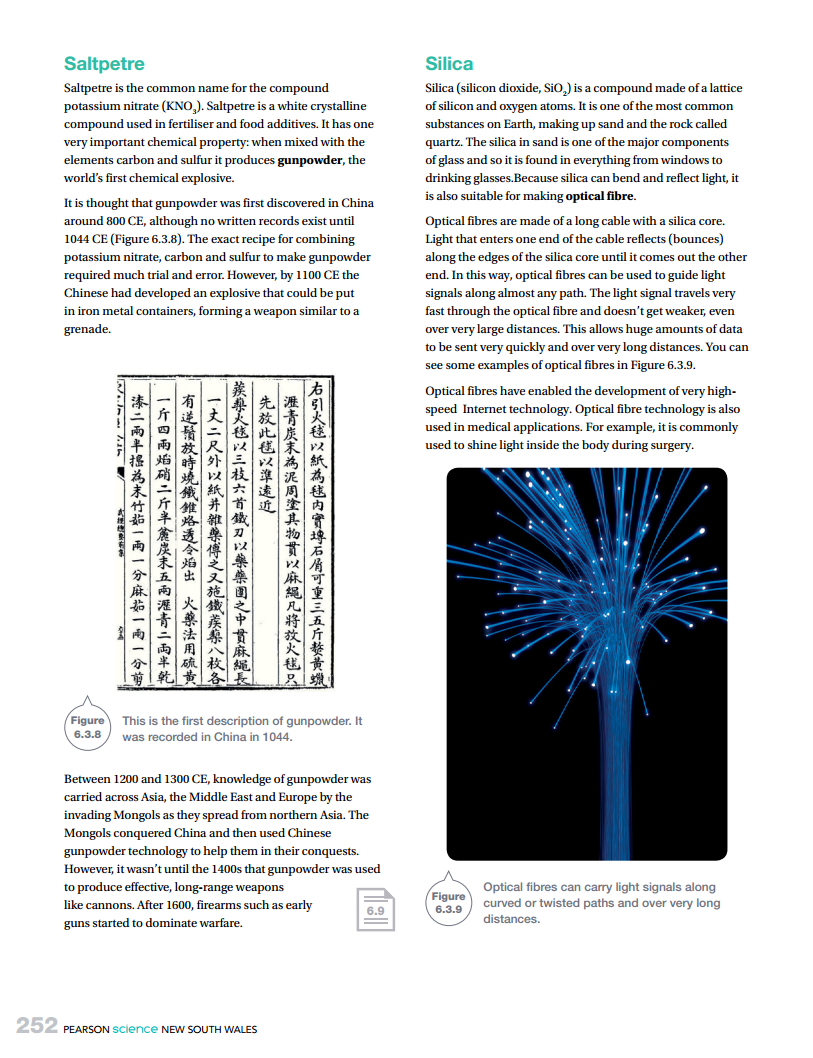 Saltpetre
Saltpetre is the common name for the compound
potassium nitrate (KNO₃). Saltpetre is a white crystalline
compound used in fertiliser and food additives. It has one
very important chemical property: when mixed with the
elements carbon and sulfur it produces gunpowder, the
world's first chemical explosive.
It is thought that gunpowder was first discovered in China
around 800 CE, although no written records exist until
1044 CE (Figure 6.3.8). The exact recipe for combining
potassium nitrate, carbon and sulfur to make gunpowder
required much trial and error. However, by 1100 CE the
Chinese had developed an explosive that could be put
in iron metal containers, forming a weapon similar to a
grenade.
右引火毬以紙為毬內實塼石屑可重三五斤熬黃蠟
瀝青炭末為泥周塗其物貫以麻繩凡將放火毬只
先放此毬以準遠近
蒺藜火毬以三枝六首鐵刃以藥藥團之中貫麻繩長
一丈二尺外以紙并雜藥傅之又施鐵蒺藜八枚各
有逆鬚放時燒鐵錐烙透令焰出 火藥法用硫黃
一斤四兩焰硝二斤半麄炭末五兩瀝青二兩半乾
漆二兩半擣為末竹茹一兩一分麻茹一兩一分剪
Figure
6.3.8
This is the first description of gunpowder. It
was recorded in China in 1044.
Between 1200 and 1300 CE, knowledge of gunpowder was
carried across Asia, the Middle East and Europe by the
invading Mongols as they spread from northern Asia. The
Mongols conquered China and then used Chinese
gunpowder technology to help them in their conquests.
However, it wasn't until the 1400s that gunpowder was used
to produce effective, long-range weapons
like cannons. After 1600, firearms such as early
guns started to dominate warfare.
6.9
Silica
Silica (silicon dioxide, SiO₂) is a compound made of a lattice
of silicon and oxygen atoms. It is one of the most common
substances on Earth, making up sand and the rock called
quartz. The silica in sand is one of the major components
of glass and so it is found in everything from windows to
drinking glasses.Because silica can bend and reflect light, it
is also suitable for making optical fibre.
Optical fibres are made of a long cable with a silica core.
Light that enters one end of the cable reflects (bounces)
along the edges of the silica core until it comes out the other
end. In this way, optical fibres can be used to guide light
signals along almost any path. The light signal travels very
fast through the optical fibre and doesn't get weaker, even
over very large distances. This allows huge amounts of data
to be sent very quickly and over very long distances. You can
see some examples of optical fibres in Figure 6.3.9.
Optical fibres have enabled the development of very high-
speed Internet technology. Optical fibre technology is also
used in medical applications. For example, it is commonly
used to shine light inside the body during surgery.
Figure
6.3.9
Optical fibres can carry light signals along
curved or twisted paths and over very long
distances.
252 PEARSON science NEW SOUTH WALES